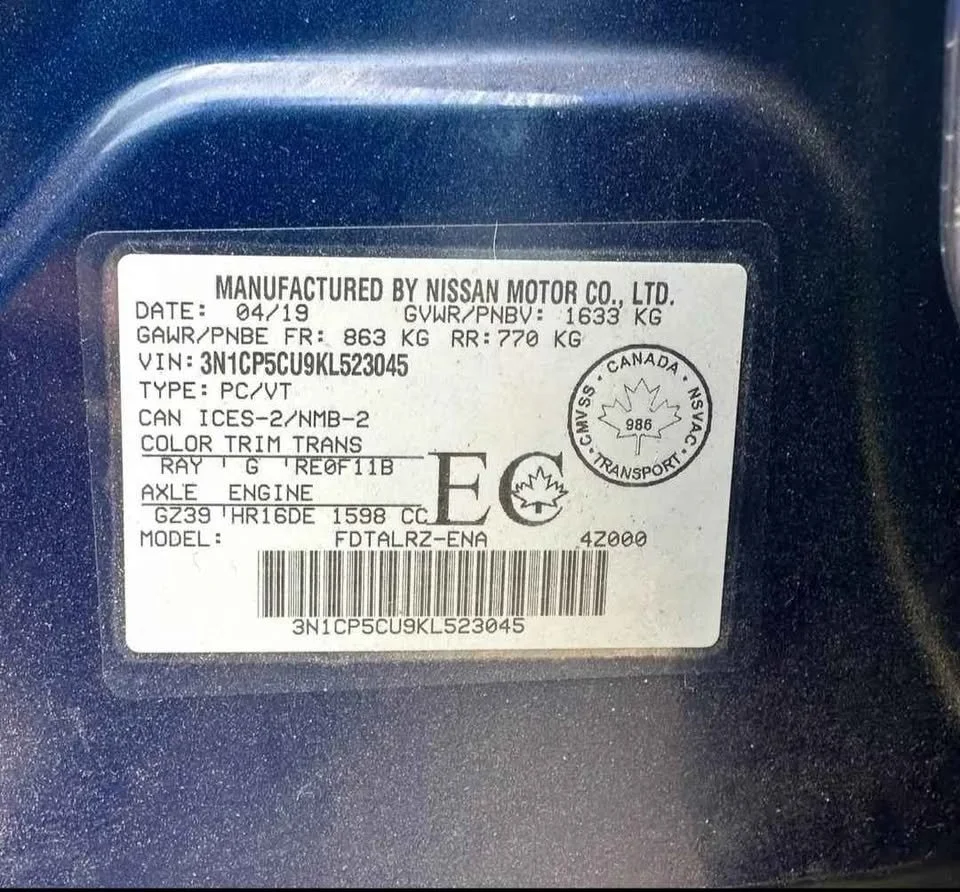 MANUFACTURED BY NISSAN MOTOR CO., LTD.
DATE: 04/19 GVWR/PNBV: 1633 KG
GAWR/PNBE FR: 863 KG RR:770 KG
VIN: 3N1CP5CU9KL523045
TYPE: PC/VT
CAN ICES-2/NMB-2
COLOR TRIM TRANS
RAY G RE0F11B
AXLE ENGINE
GZ39 HR16DE 1598 CC
EC
CANADA · NSVAC · TRANSPORT · CMVSS ·
986
MODEL: FDTALRZ-ENA 4Z000
3N1CP5CU9KL523045